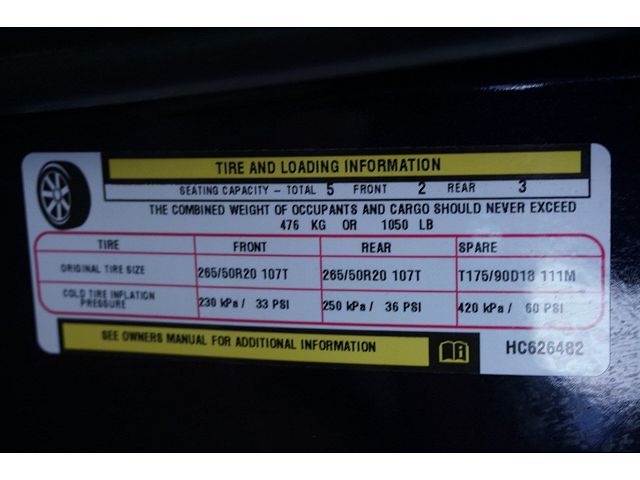 TIRE AND LOADING INFORMATION
SEATING CAPACITY – TOTAL 5 FRONT 2 REAR 3
THE COMBINED WEIGHT OF OCCUPANTS AND CARGO SHOULD NEVER EXCEED
476 KG OR 1050 LB
TIRE FRONT REAR SPARE
ORIGINAL TIRE SIZE 265/50R20 107T 265/50R20 107T T175/90D18 111M
COLD TIRE INFLATION
PRESSURE 230 kPa / 33 PSI 250 kPa / 36 PSI 420 kPa / 60 PSI
SEE OWNERS MANUAL FOR ADDITIONAL INFORMATION
HC626482